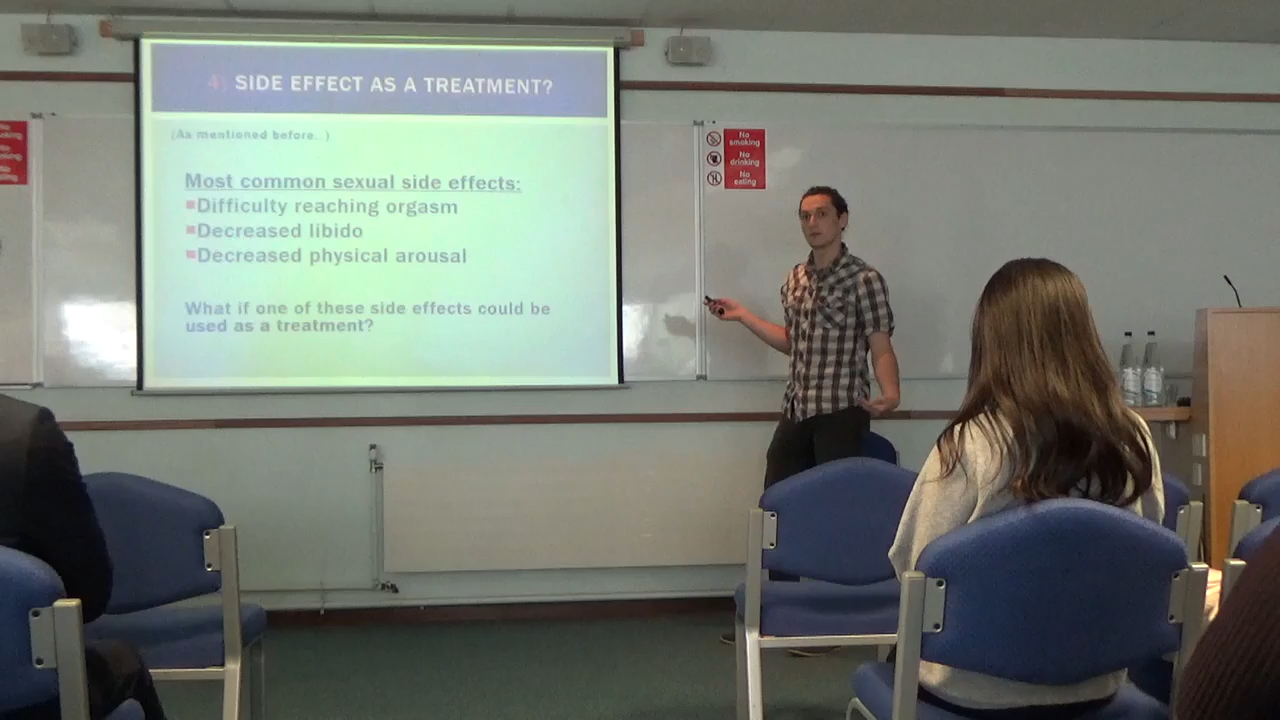 4) SIDE EFFECT AS A TREATMENT?
(As mentioned before..)
Most common sexual side effects:
▪Difficulty reaching orgasm
▪Decreased libido
▪Decreased physical arousal
What if one of these side effects could be
used as a treatment?
No
smoking
No
drinking
No
eating